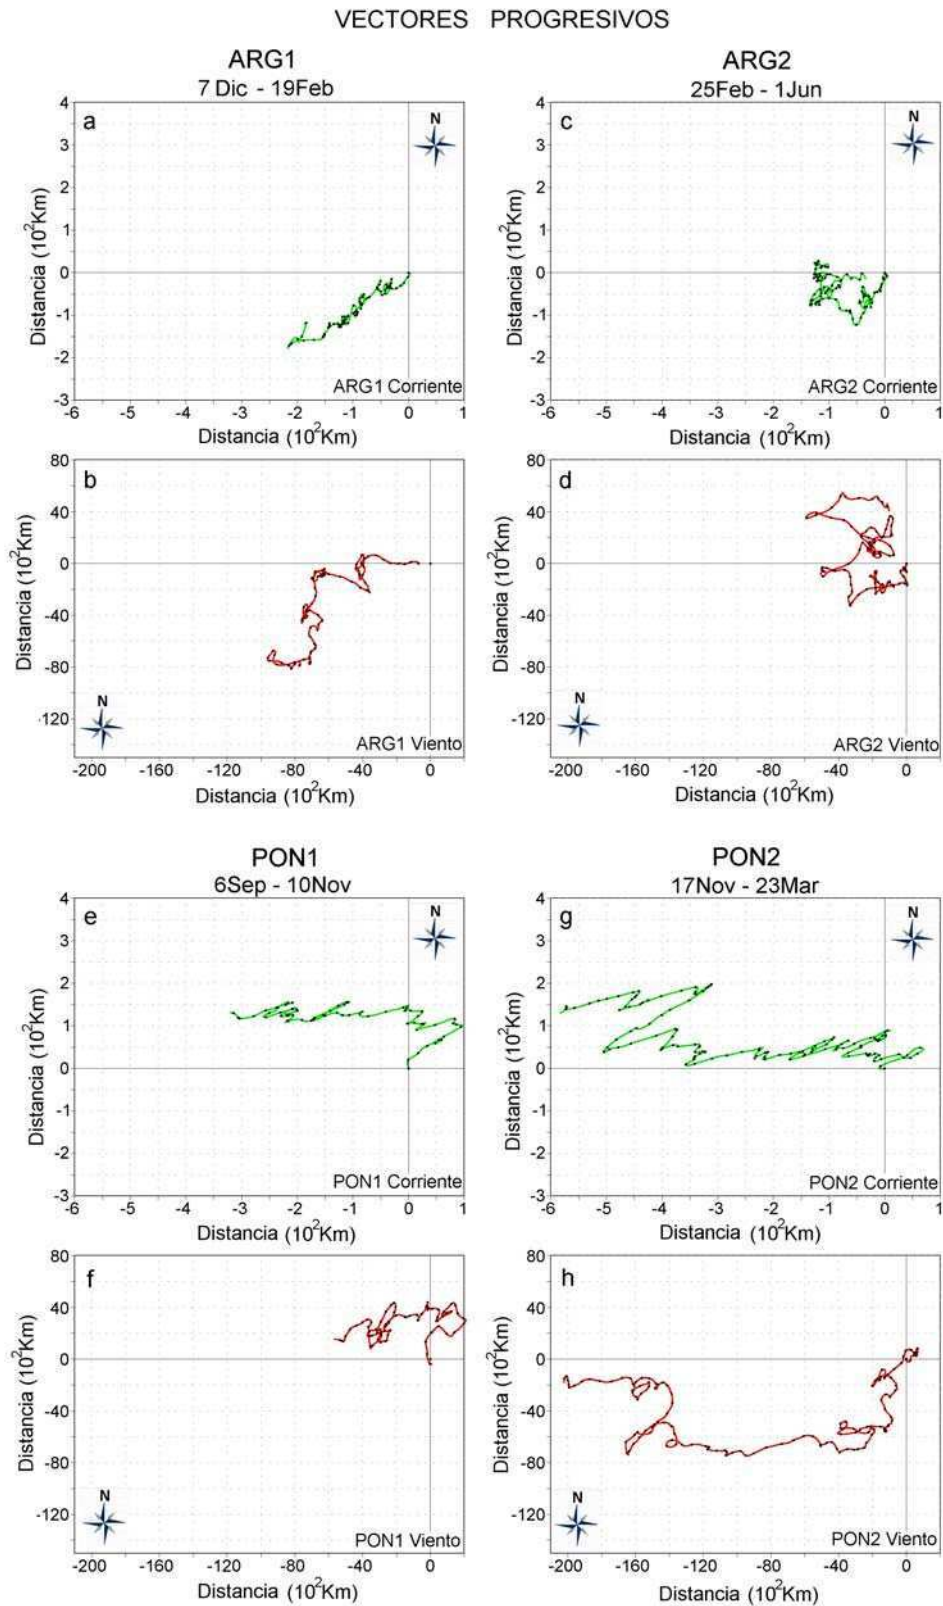 VECTORES PROGRESIVOS
ARG1
7 Dic - 19Feb
ARG2
25Feb - 1Jun
a
N
4
3
2
1
0
-1
-2
-3
Distancia (10²Km)
ARG1 Corriente
-6 -5 -4 -3 -2 -1 0 1
Distancia (10²Km)
c
N
4
3
2
1
0
-1
-2
-3
Distancia (10²Km)
ARG2 Corriente
-6 -5 -4 -3 -2 -1 0 1
Distancia (10²Km)
b
N
80
40
0
-40
-80
-120
Distancia (10²Km)
ARG1 Viento
-200 -160 -120 -80 -40 0
Distancia (10²Km)
d
N
80
40
0
-40
-80
-120
Distancia (10²Km)
ARG2 Viento
-200 -160 -120 -80 -40 0
Distancia (10²Km)
PON1
6Sep - 10Nov
PON2
17Nov - 23Mar
e
N
4
3
2
1
0
-1
-2
-3
Distancia (10²Km)
PON1 Corriente
-6 -5 -4 -3 -2 -1 0 1
Distancia (10²Km)
g
N
4
3
2
1
0
-1
-2
-3
Distancia (10²Km)
PON2 Corriente
-6 -5 -4 -3 -2 -1 0 1
Distancia (10²Km)
f
N
80
40
0
-40
-80
-120
Distancia (10²Km)
PON1 Viento
-200 -160 -120 -80 -40 0
Distancia (10²Km)
h
N
80
40
0
-40
-80
-120
Distancia (10²Km)
PON2 Viento
-200 -160 -120 -80 -40 0
Distancia (10²Km)